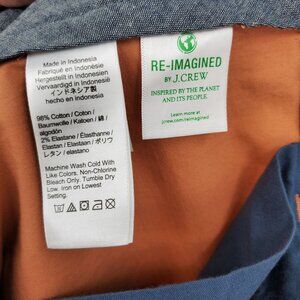 Made in Indonesia
Fabriqué en Indonésie
Hergestellt in Indonesien
Vervaardigd in Indonesië
インドネシア製
hecho en indonesia
98% Cotton / Coton /
Baumwolle / Katoen / 綿 /
algodón
2% Elastane / Élasthanne /
Elastan / Elastaan / ポリウ
レタン / elastano
Machine Wash Cold With
Like Colors. Non-Chlorine
Bleach Only. Tumble Dry
Low. Iron on Lowest
Setting.
RE-IMAGINED
BY J.CREW
INSPIRED BY THE PLANET
AND ITS PEOPLE.
Learn more at
jcrew.com/reimagined